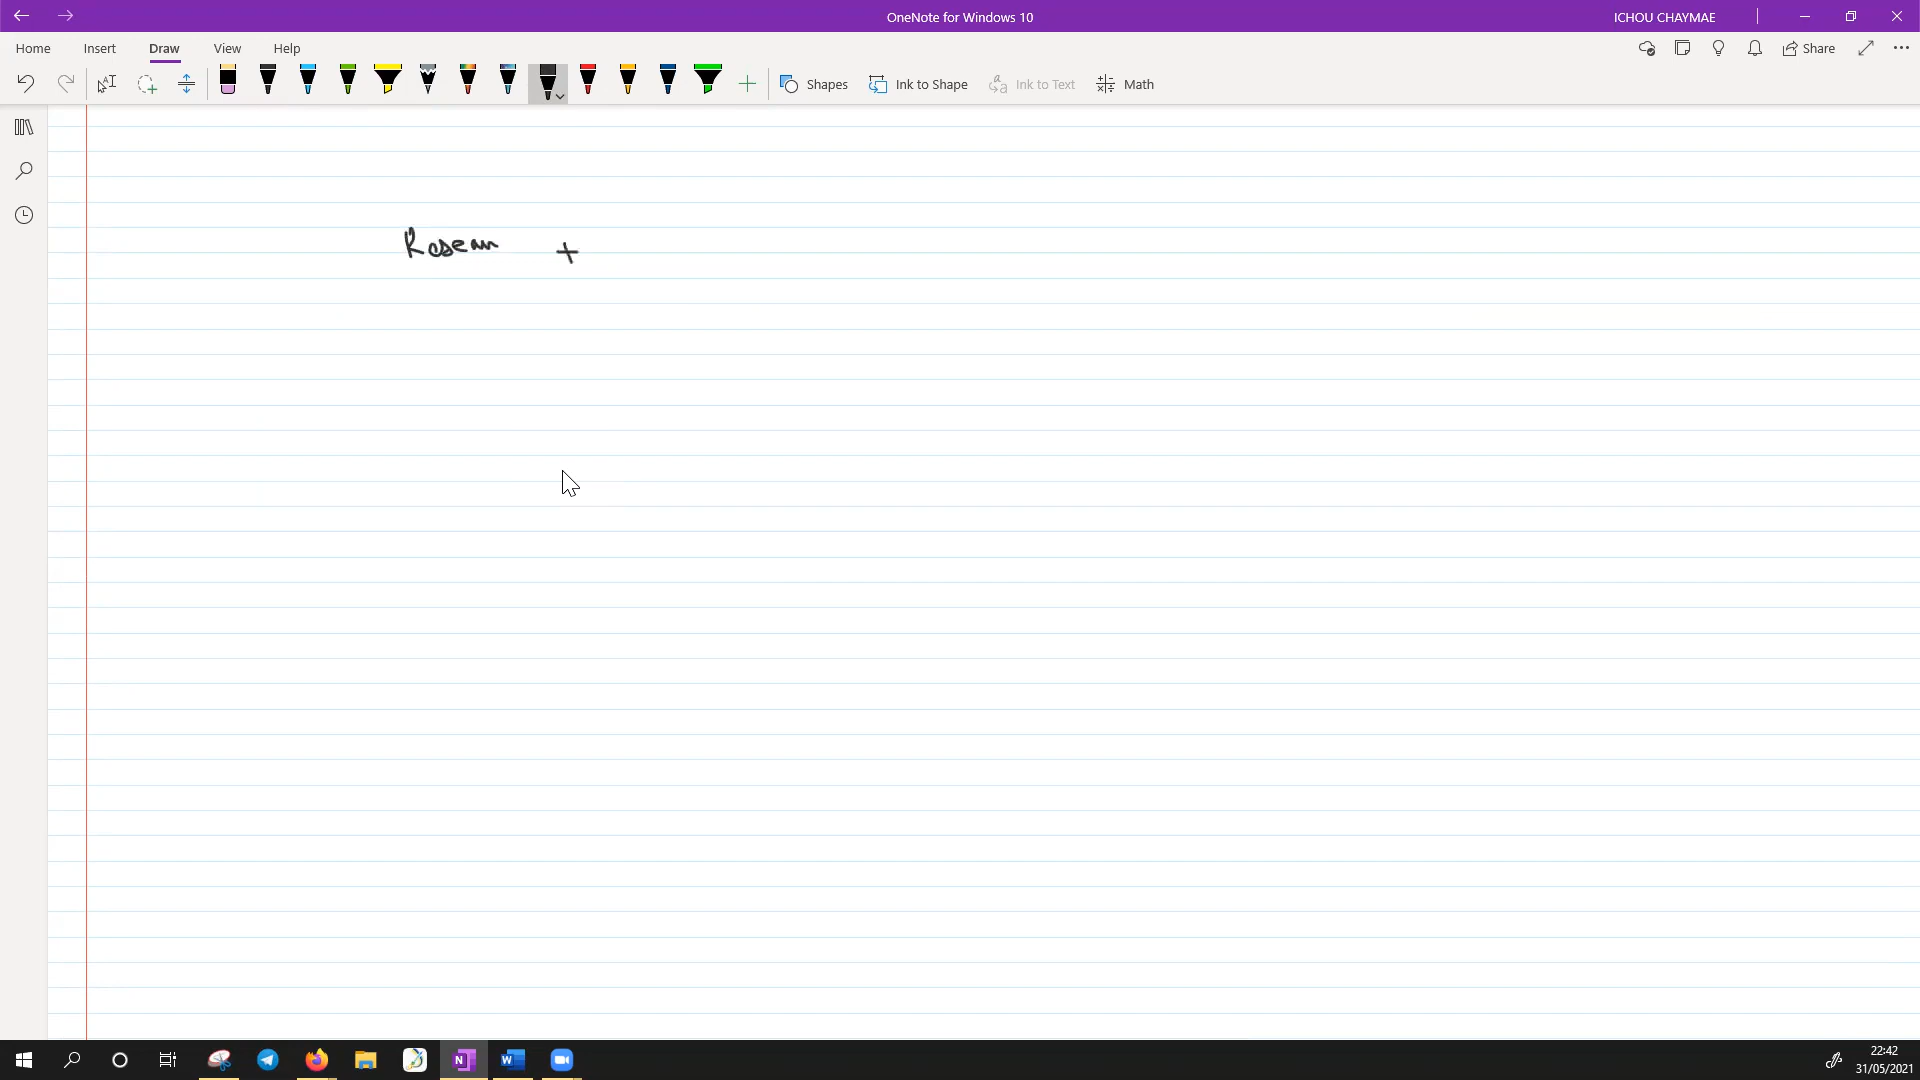 OneNote for Windows 10 ICHOU CHAYMAE
Home Insert Draw View Help Share
Shapes Ink to Shape Ink to Text Math
+
22:42
31/05/2021